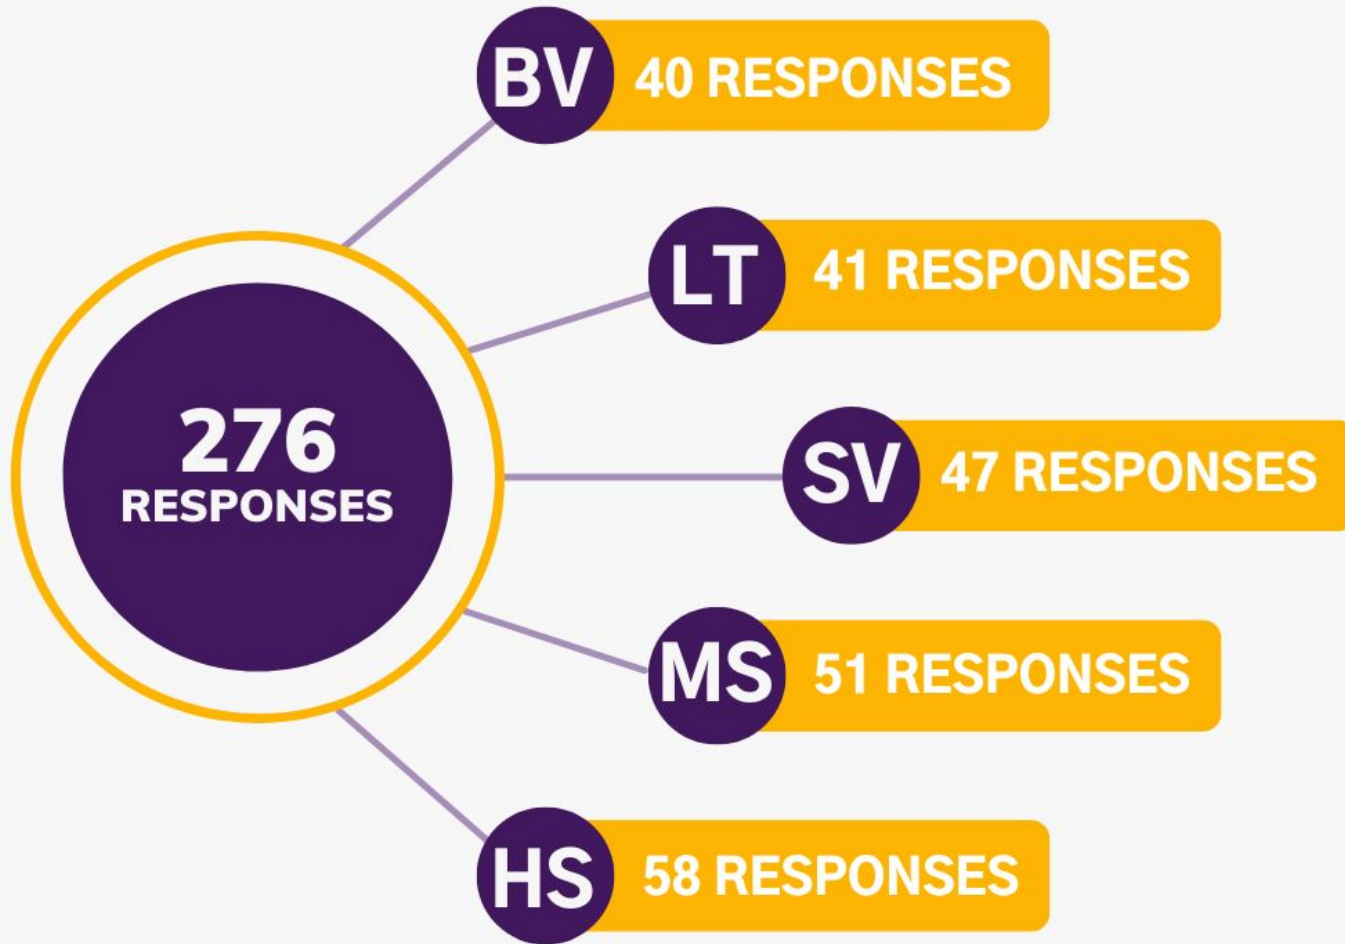 BV
40 RESPONSES
LT
41 RESPONSES
276
RESPONSES
SV
47 RESPONSES
MS
51 RESPONSES
HS
58 RESPONSES